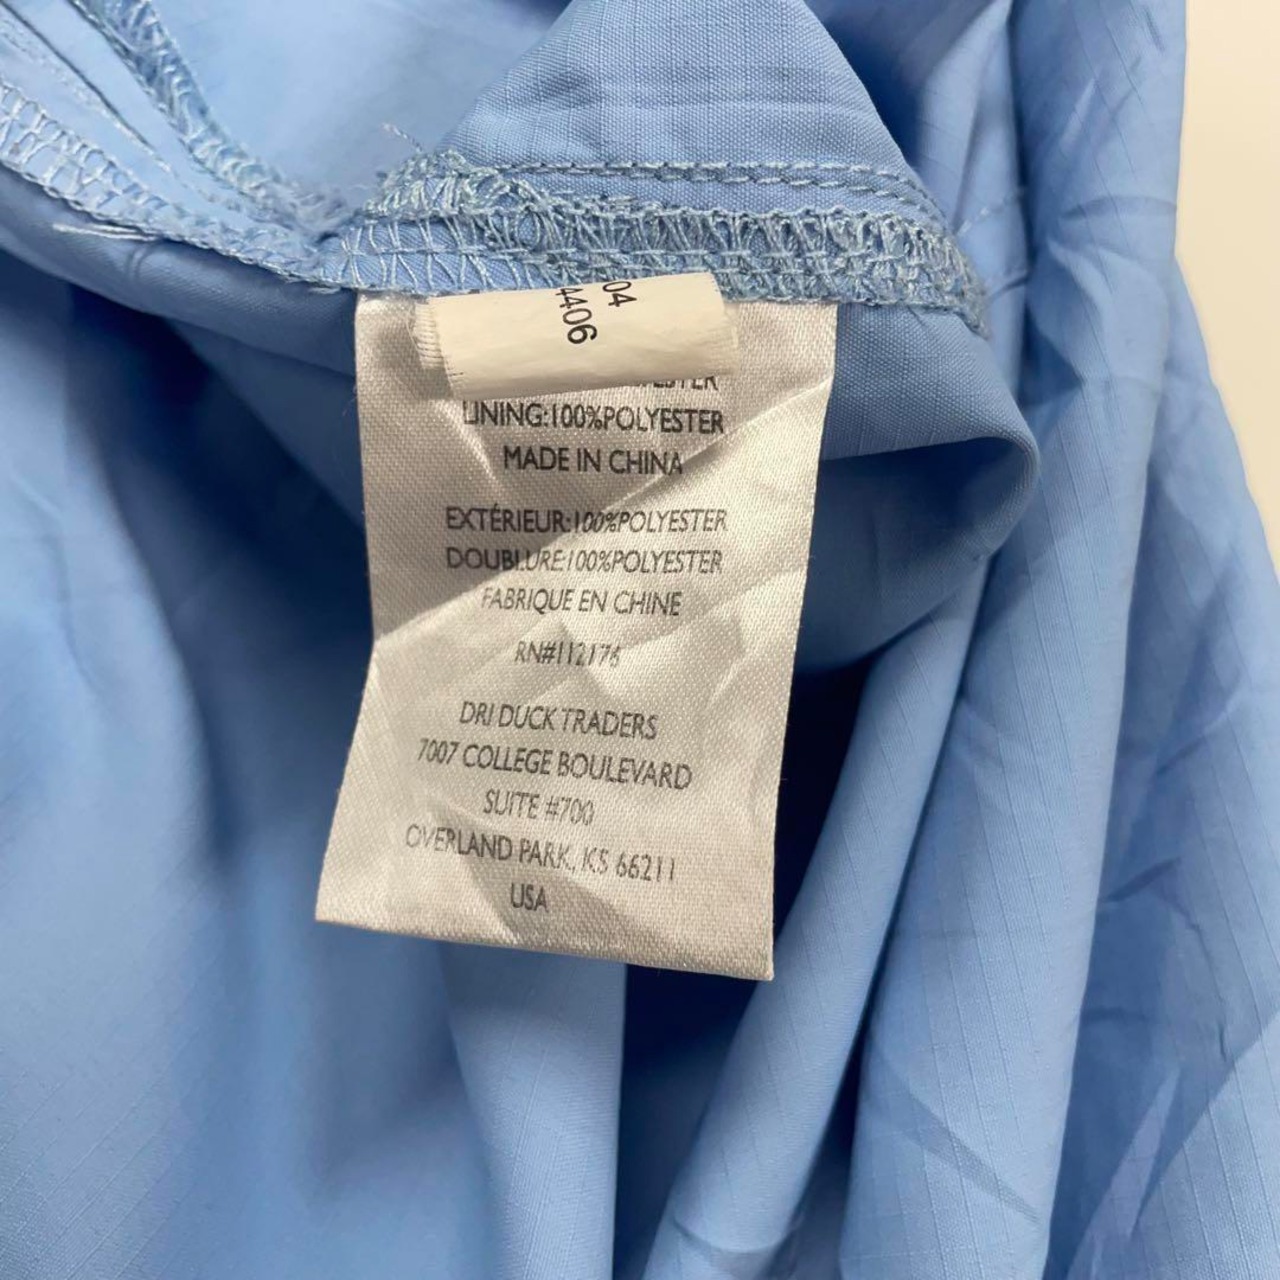 04
4406
LINING:100%POLYESTER
MADE IN CHINA
EXTÉRIEUR:100%POLYESTER
DOUBLURE:100%POLYESTER
FABRIQUE EN CHINE
RN#112176
DRI DUCK TRADERS
7007 COLLEGE BOULEVARD
SUITE #700
OVERLAND PARK, KS 66211
USA